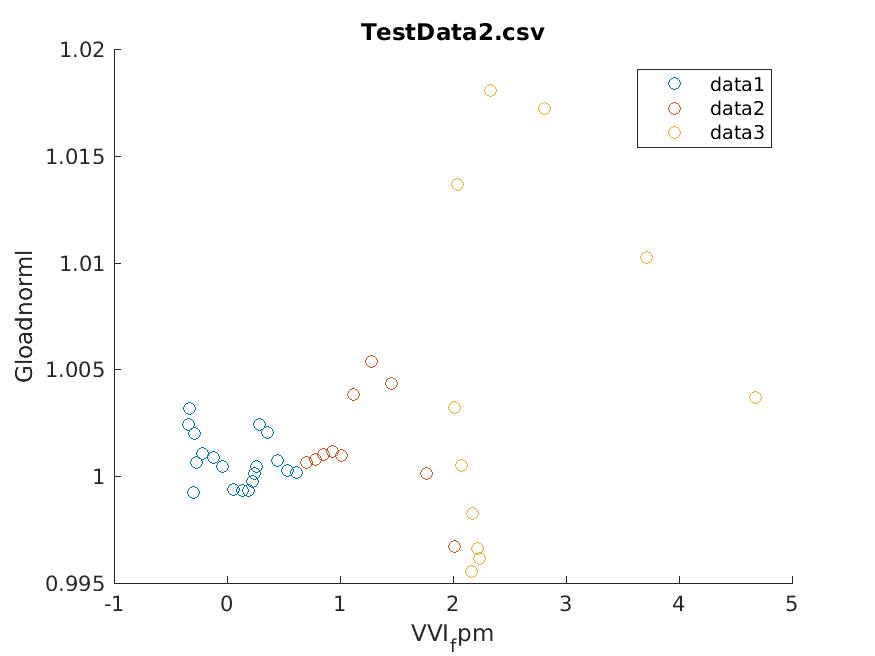 TestData2.csv
1.02
1.015
1.01
1.005
1
0.995
Gloadnorml
data1
data2
data3
-1 0 1 2 3 4 5
VVIfpm